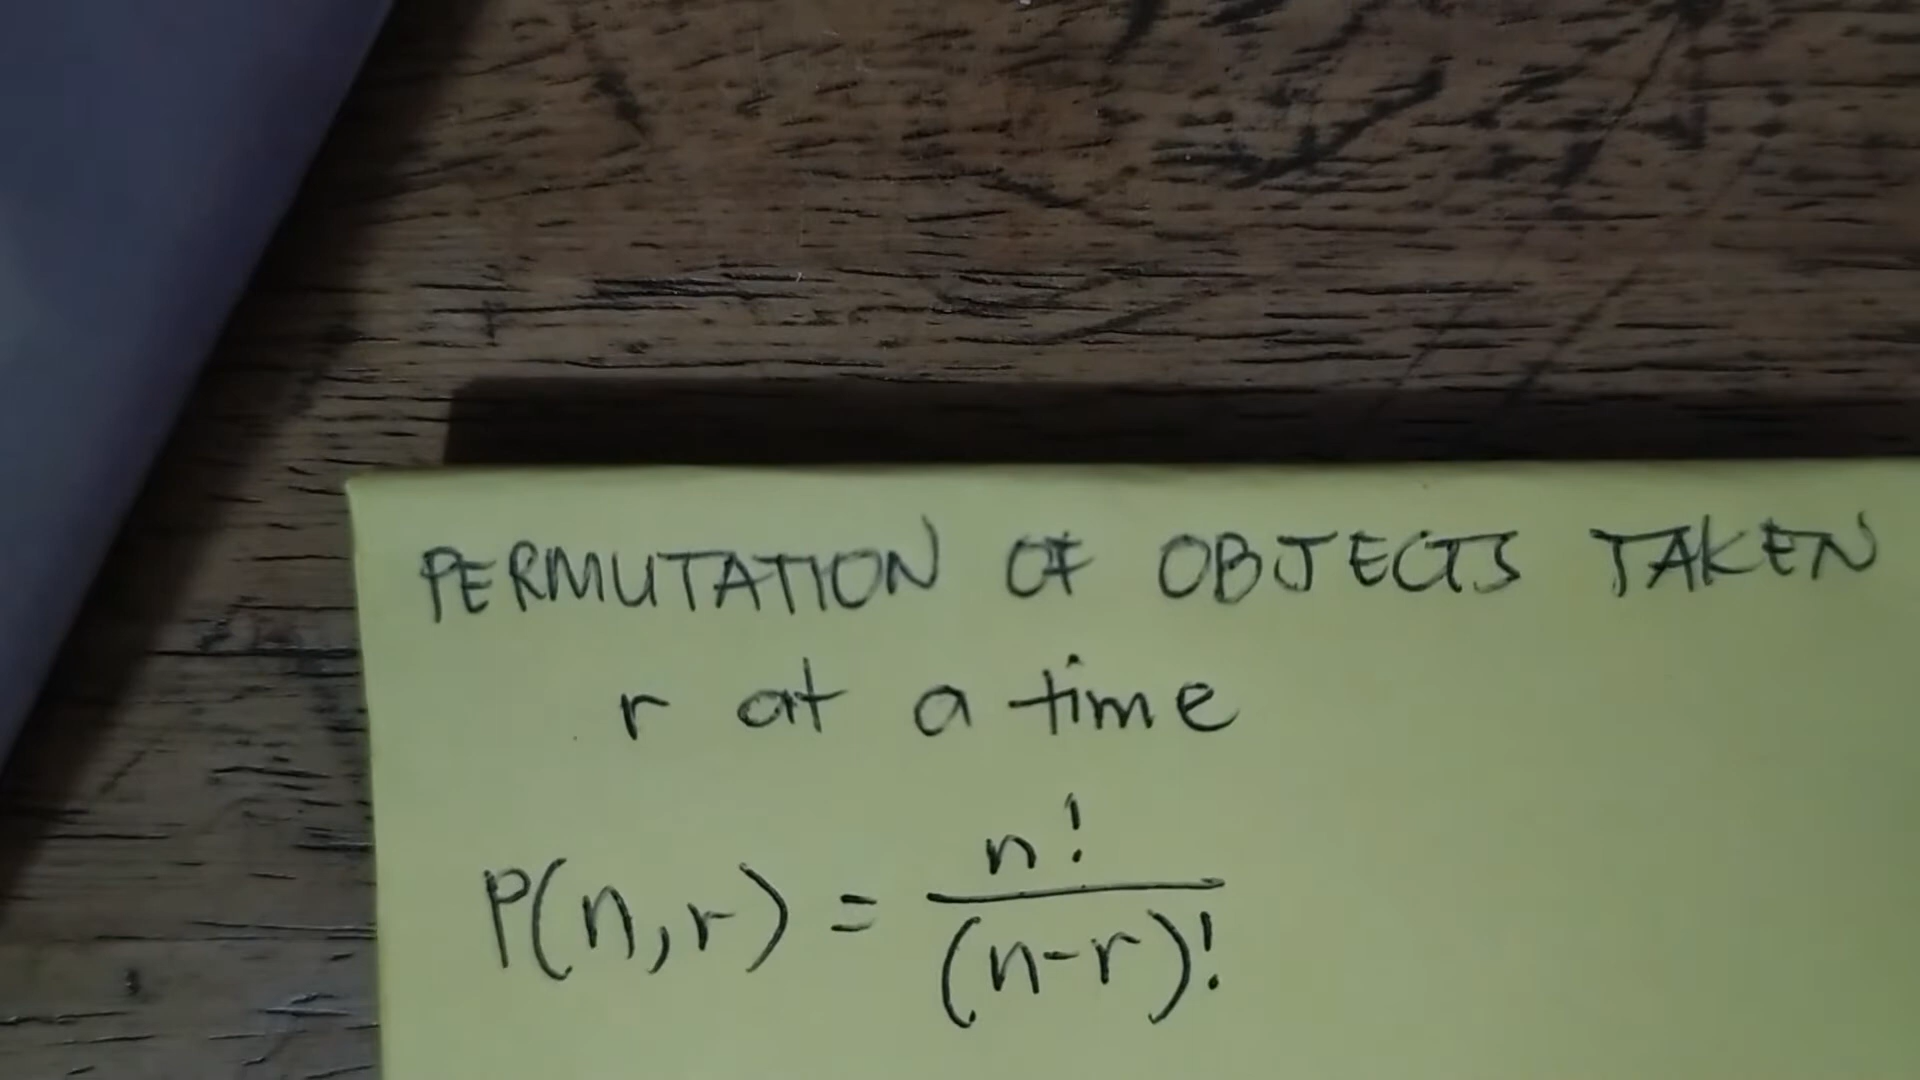 PERMUTATION OF OBJECTS TAKEN
r at a time
P(n,r) = n!/(n-r)!